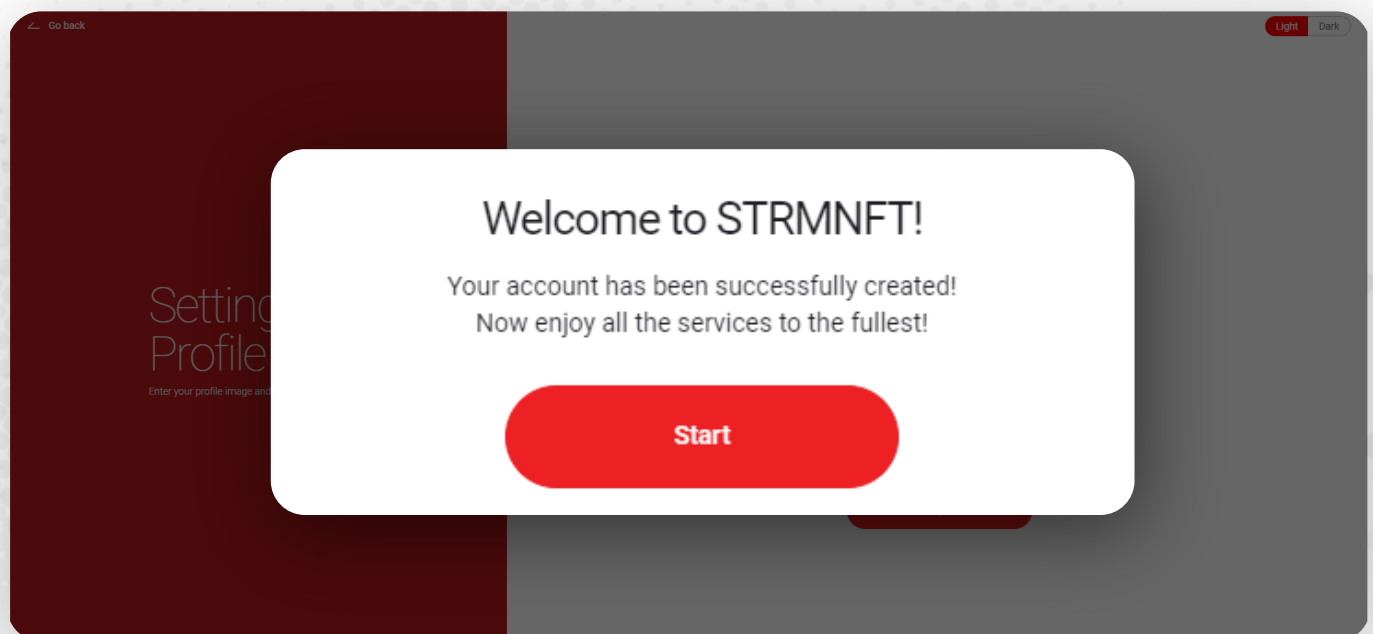 Go back
Light Dark
Welcome to STRMNFT!
Your account has been successfully created!
Now enjoy all the services to the fullest!
Setting
Profile
Enter your profile image and
Start